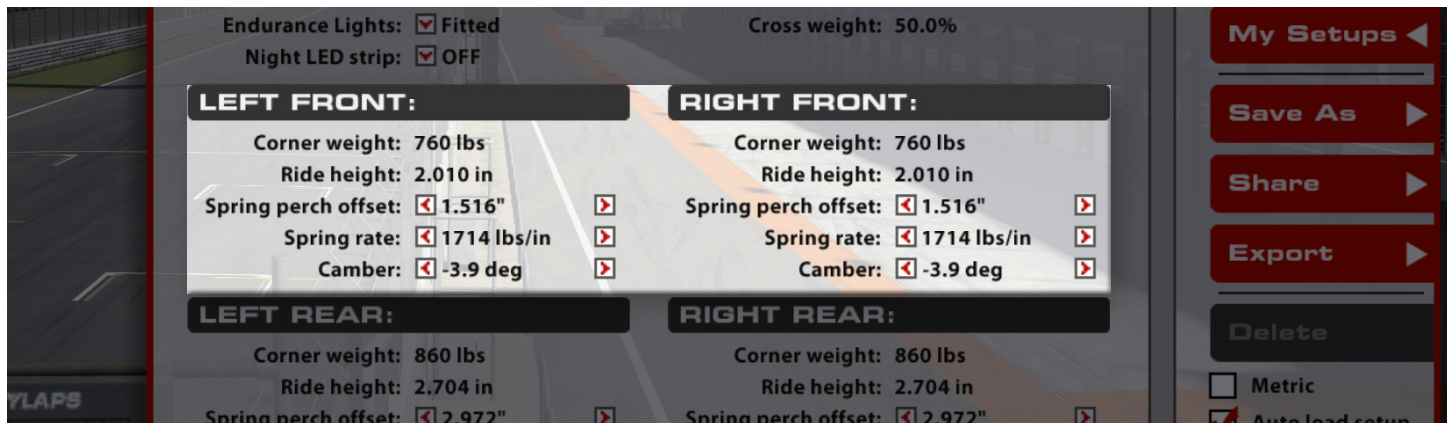 Endurance Lights: Fitted
Cross weight: 50.0%
Night LED strip: OFF
LEFT FRONT:
Corner weight: 760 lbs
Ride height: 2.010 in
Spring perch offset: 1.516"
Spring rate: 1714 lbs/in
Camber: -3.9 deg
RIGHT FRONT:
Corner weight: 760 lbs
Ride height: 2.010 in
Spring perch offset: 1.516"
Spring rate: 1714 lbs/in
Camber: -3.9 deg
LEFT REAR:
Corner weight: 860 lbs
Ride height: 2.704 in
Spring perch offset: 2.972"
RIGHT REAR:
Corner weight: 860 lbs
Ride height: 2.704 in
Spring perch offset: 2.972"
My Setups
Save As
Share
Export
Delete
Metric
Auto load setup
YLAPS